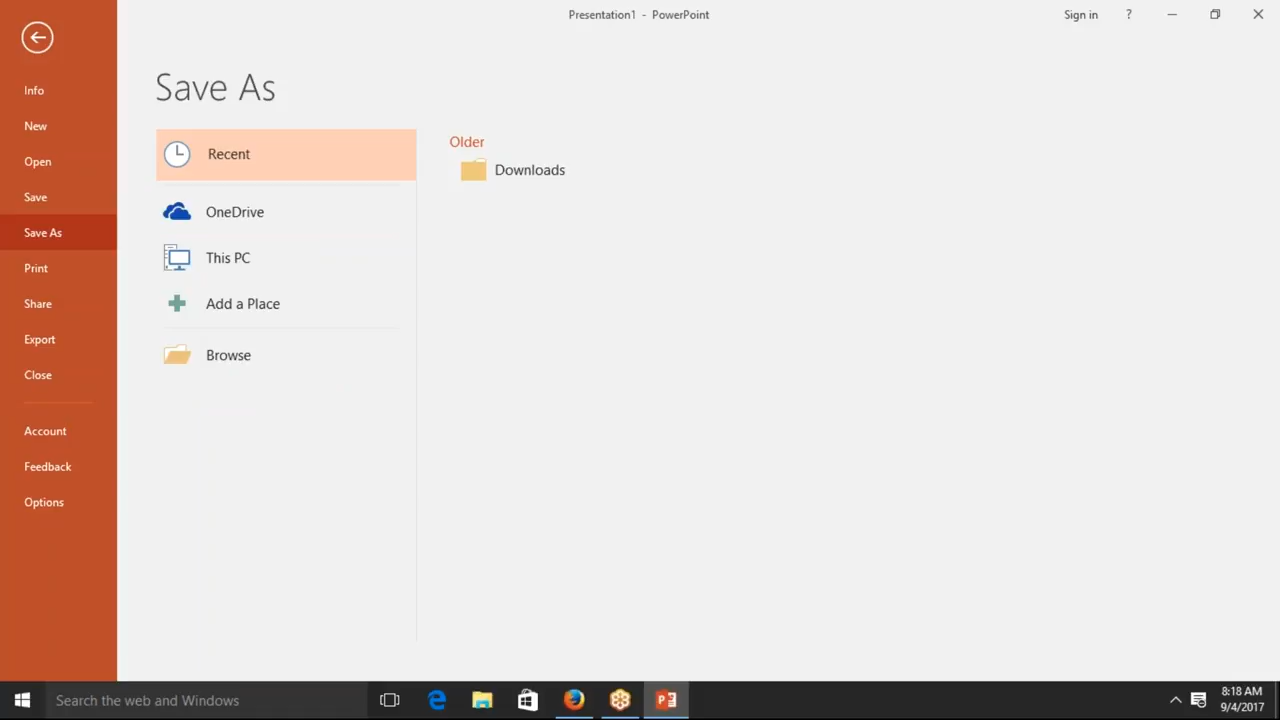 Presentation1 - PowerPoint
Sign in ?
Info
New
Open
Save
Save As
Print
Share
Export
Close
Account
Feedback
Options
Save As
Recent
OneDrive
This PC
Add a Place
Browse
Older
Downloads
Search the web and Windows
8:18 AM
9/4/2017